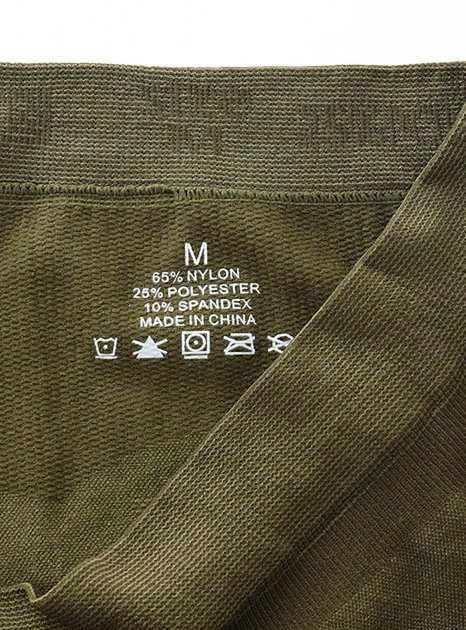 M
65% NYLON
25% POLYESTER
10% SPANDEX
MADE IN CHINA